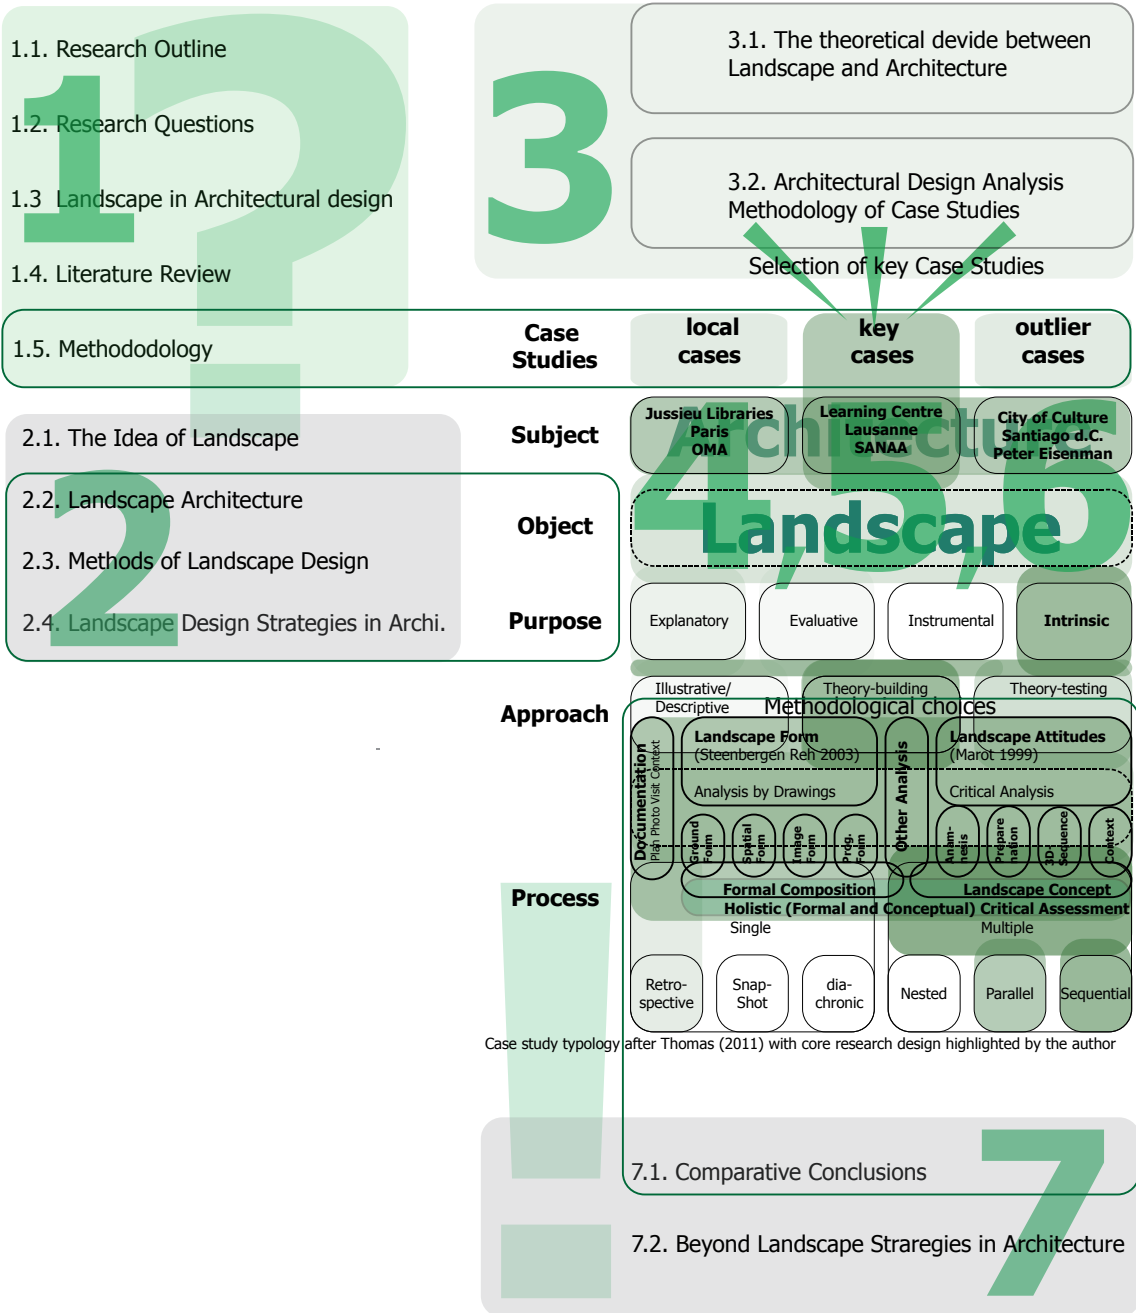 1
?
1.1. Research Outline
1.2. Research Questions
1.3 Landscape in Architectural design
1.4. Literature Review
1.5. Methododology
3
3.1. The theoretical devide between
Landscape and Architecture
3.2. Architectural Design Analysis
Methodology of Case Studies
Selection of key Case Studies
Case
Studies
local
cases
key
cases
outlier
cases
2
2.1. The Idea of Landscape
2.2. Landscape Architecture
2.3. Methods of Landscape Design
2.4. Landscape Design Strategies in Archi.
Subject
Architecture
Jussieu Libraries
Paris
OMA
Learning Centre
Lausanne
SANAA
City of Culture
Santiago d.C.
Peter Eisenman
4,5,6
Object
Landscape
Purpose
Explanatory
Evaluative
Instrumental
Intrinsic
Approach
Illustrative/
Descriptive
Theory-building
Theory-testing
Methodological choices
Documentation
Plan Photo Visit Context
Landscape Form
(Steenbergen Reh 2003)
Analysis by Drawings
Other Analysis
Landscape Attitudes
(Marot 1999)
Critical Analysis
Ground
Form
Spatial
Form
Image
Form
Prog.
Form
Anam-
nesis
Prepare
nation
3D-
Sequence
Context
Process
Formal Composition
Landscape Concept
Holistic (Formal and Conceptual) Critical Assessment
Single
Multiple
Retro-
spective
Snap-
Shot
dia-
chronic
Nested
Parallel
Sequential
Case study typology after Thomas (2011) with core research design highlighted by the author
!
7
7.1. Comparative Conclusions
7.2. Beyond Landscape Straregies in Architecture